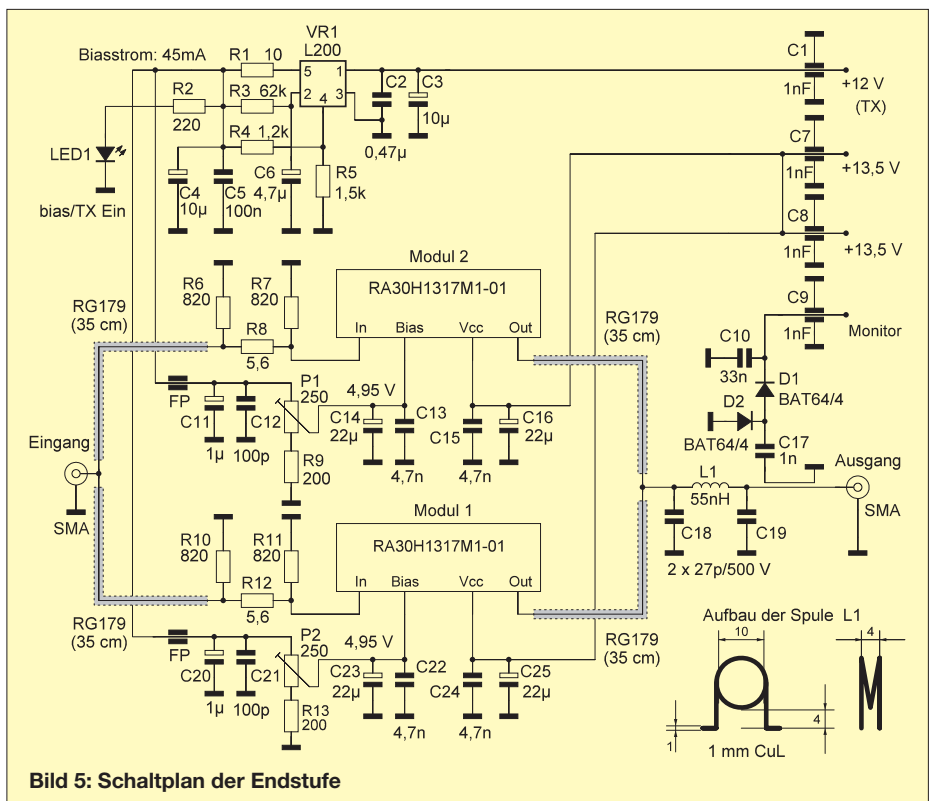 VR1
L200
Biasstrom: 45mA
R1 10
5
1
2
4
3
R2
220
R3 62k
R4 1,2k
LED1
bias/TX Ein
C4
10µ
C5
100n
C6
4,7µ
R5
1,5k
C2
C3
10µ
0,47µ
C1
1nF
+12 V
(TX)
C7
1nF
+13,5 V
C8
1nF
+13,5 V
C9
1nF
Monitor
Modul 2
RA30H1317M1-01
In Bias Vcc Out
R6
820
R7
820
R8
5,6
RG179
(35 cm)
RG179
(35 cm)
C10
33n
D1
BAT64/4
D2
BAT64/4
C17
1n
FP
C11
1µ
C12
100p
P1
250
4,95 V
R9
200
C14
22µ
C13
4,7n
C15
4,7n
C16
22µ
Eingang
SMA
L1
55nH
Ausgang
SMA
C18
C19
2 x 27p/500 V
Modul 1
RA30H1317M1-01
In Bias Vcc Out
R10
820
R11
820
R12
5,6
RG179
(35 cm)
RG179
(35 cm)
FP
C20
1µ
C21
100p
P2
250
4,95 V
R13
200
C23
22µ
C22
4,7n
C24
4,7n
C25
22µ
Aufbau der Spule L1
10
4
4
1
1 mm CuL
Bild 5: Schaltplan der Endstufe